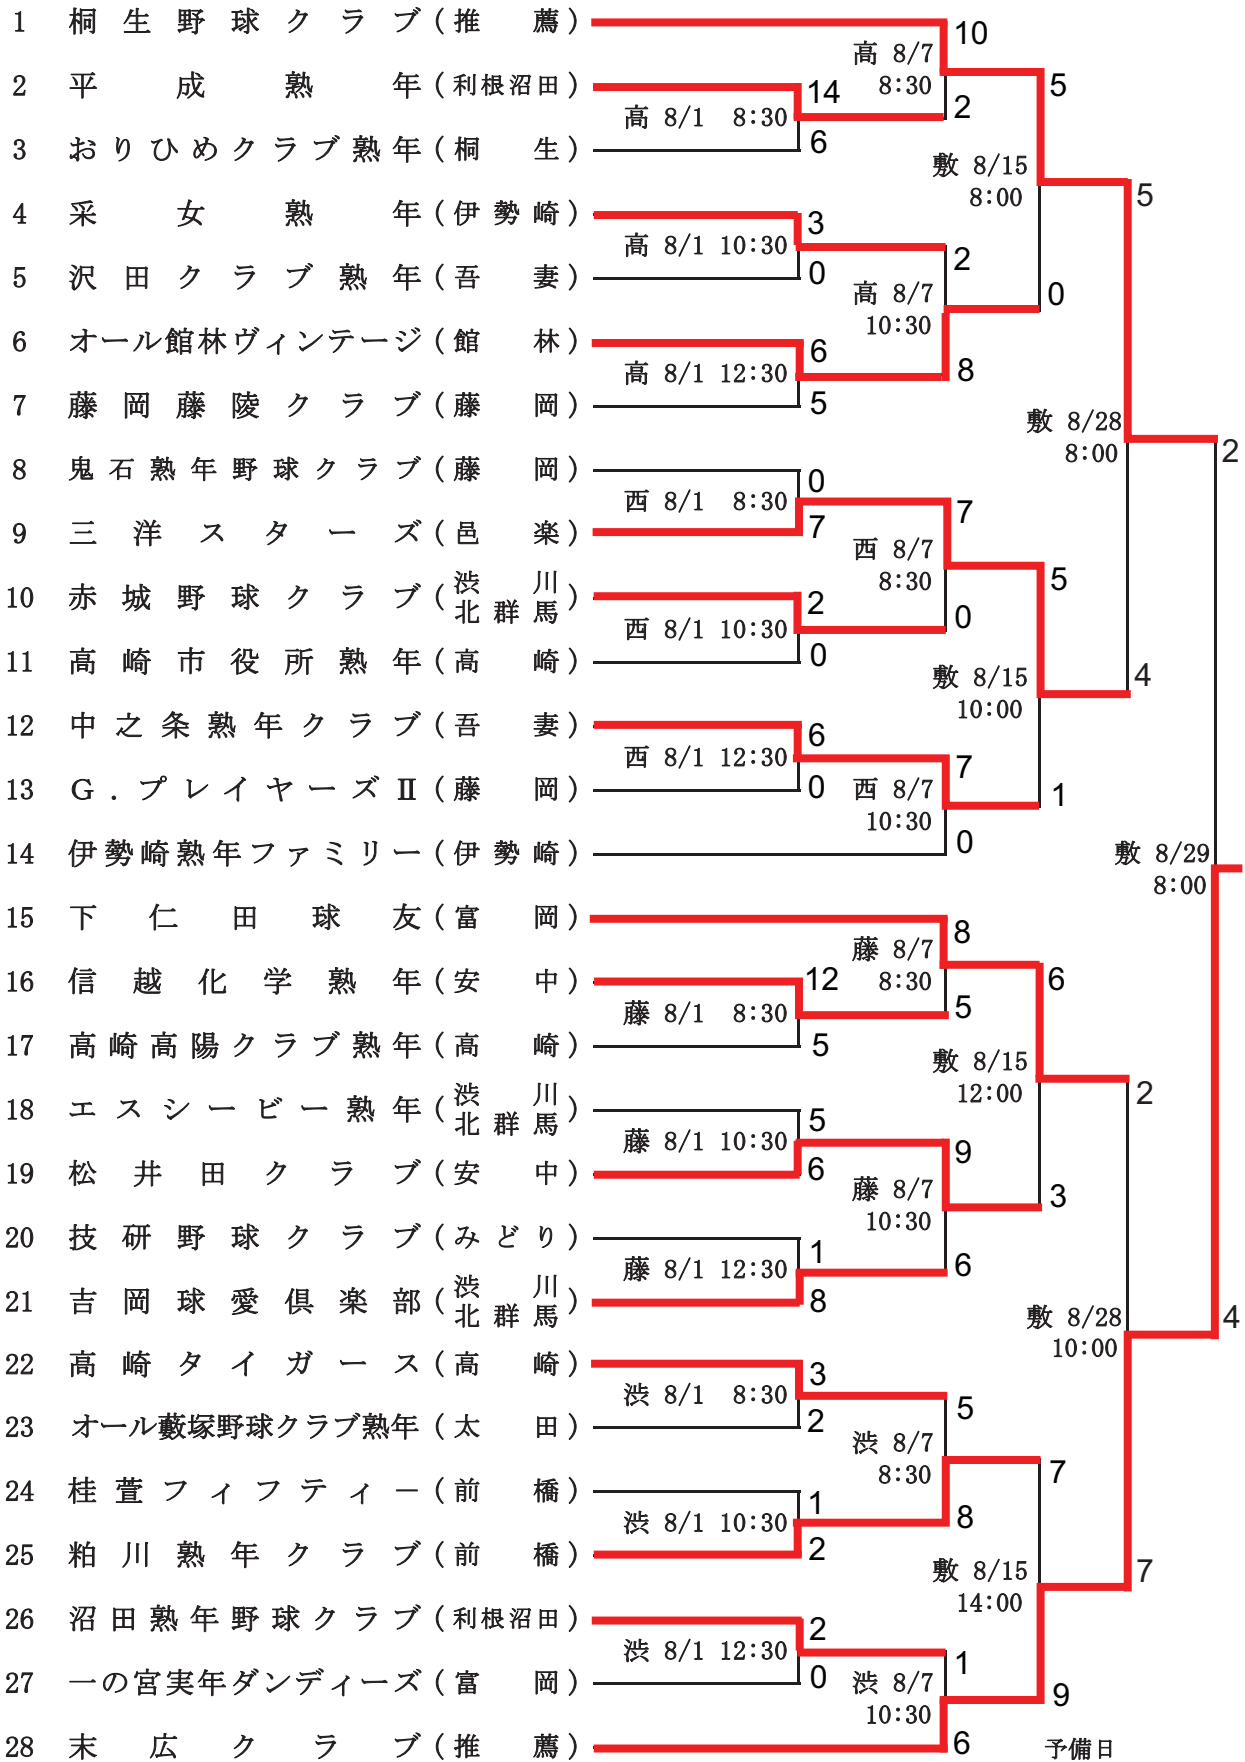 1 桐生野球クラブ(推薦)
10
高 8/7
8:30
2 平成熟年(利根沼田)
14
5
高 8/1 8:30
2
3 おりひめクラブ熟年(桐生)
6
敷 8/15
8:00
4 采女熟年(伊勢崎)
3
5
高 8/1 10:30
2
5 沢田クラブ熟年(吾妻)
0
高 8/7
10:30
0
6 オール館林ヴィンテージ(館林)
6
高 8/1 12:30
8
7 藤岡藤陵クラブ(藤岡)
5
敷 8/28
8:00
2
8 鬼石熟年野球クラブ(藤岡)
0
西 8/1 8:30
7
9 三洋スターズ(邑楽)
7
西 8/7
8:30
5
10 赤城野球クラブ(渋川北群馬)
2
西 8/1 10:30
0
11 高崎市役所熟年(高崎)
0
敷 8/15
10:00
4
12 中之条熟年クラブ(吾妻)
6
西 8/1 12:30
7
13 G.プレイヤーズⅡ(藤岡)
0
西 8/7
10:30
1
14 伊勢崎熟年ファミリー(伊勢崎)
0
敷 8/29
8:00
15 下仁田球友(富岡)
8
藤 8/7
8:30
16 信越化学熟年(安中)
12
6
藤 8/1 8:30
5
17 高崎高陽クラブ熟年(高崎)
5
敷 8/15
12:00
2
18 エスシービー熟年(渋川北群馬)
5
藤 8/1 10:30
9
19 松井田クラブ(安中)
6
藤 8/7
10:30
3
20 技研野球クラブ(みどり)
1
藤 8/1 12:30
6
21 吉岡球愛倶楽部(渋川北群馬)
8
敷 8/28
10:00
4
22 高崎タイガース(高崎)
3
渋 8/1 8:30
5
23 オール藪塚野球クラブ熟年(太田)
2
渋 8/7
8:30
7
24 桂萱フィフティー(前橋)
1
渋 8/1 10:30
8
25 粕川熟年クラブ(前橋)
2
敷 8/15
14:00
7
26 沼田熟年野球クラブ(利根沼田)
2
渋 8/1 12:30
1
27 一の宮実年ダンディーズ(富岡)
0
渋 8/7
10:30
9
28 末広クラブ(推薦)
6
予備日